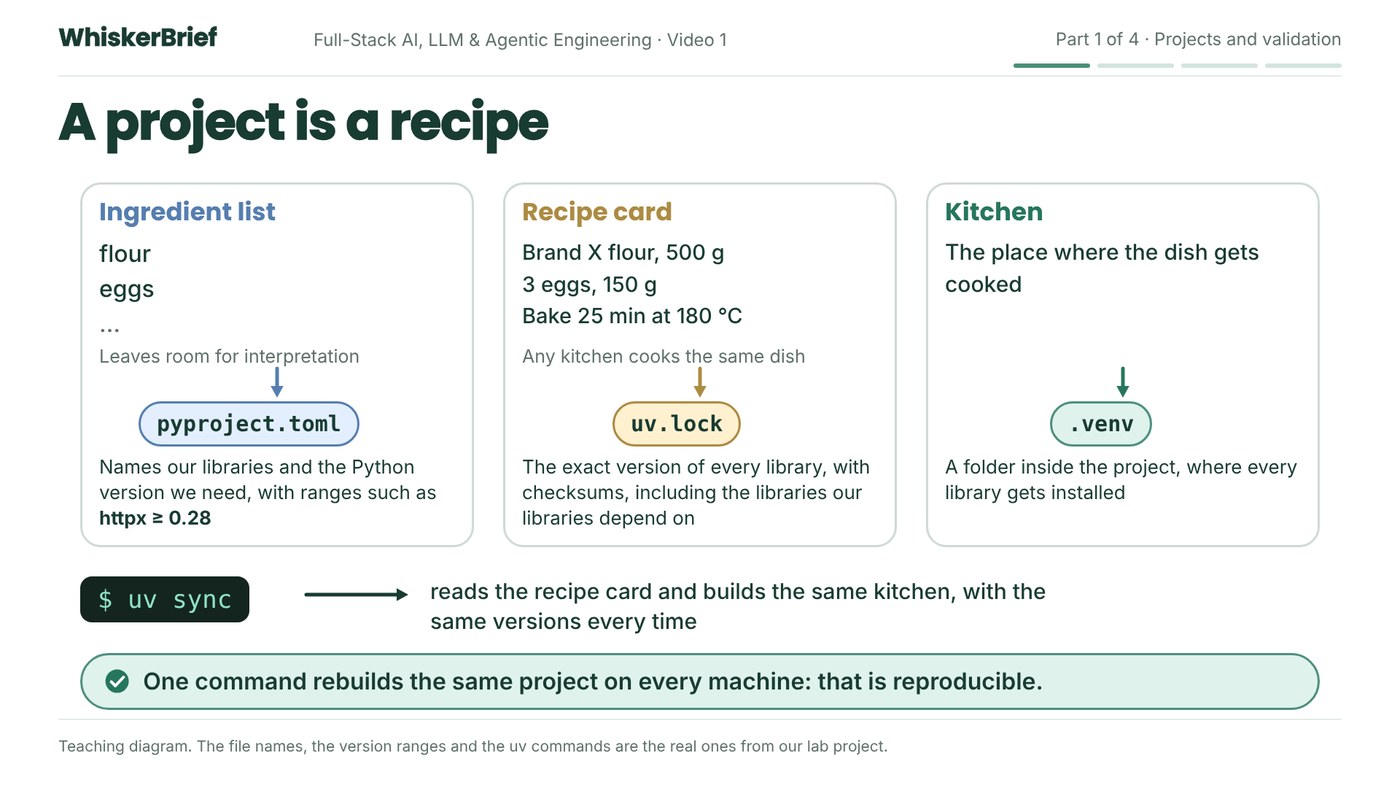 WhiskerBrief
Full-Stack AI, LLM & Agentic Engineering · Video 1
Part 1 of 4 · Projects and validation
A project is a recipe
Ingredient list
flour
eggs
...
Leaves room for interpretation
pyproject.toml
Names our libraries and the Python
version we need, with ranges such as
httpx ≥ 0.28
Recipe card
Brand X flour, 500 g
3 eggs, 150 g
Bake 25 min at 180 °C
Any kitchen cooks the same dish
uv.lock
The exact version of every library, with
checksums, including the libraries our
libraries depend on
Kitchen
The place where the dish gets
cooked
.venv
A folder inside the project, where every
library gets installed
$ uv sync
reads the recipe card and builds the same kitchen, with the
same versions every time
One command rebuilds the same project on every machine: that is reproducible.
Teaching diagram. The file names, the version ranges and the uv commands are the real ones from our lab project.